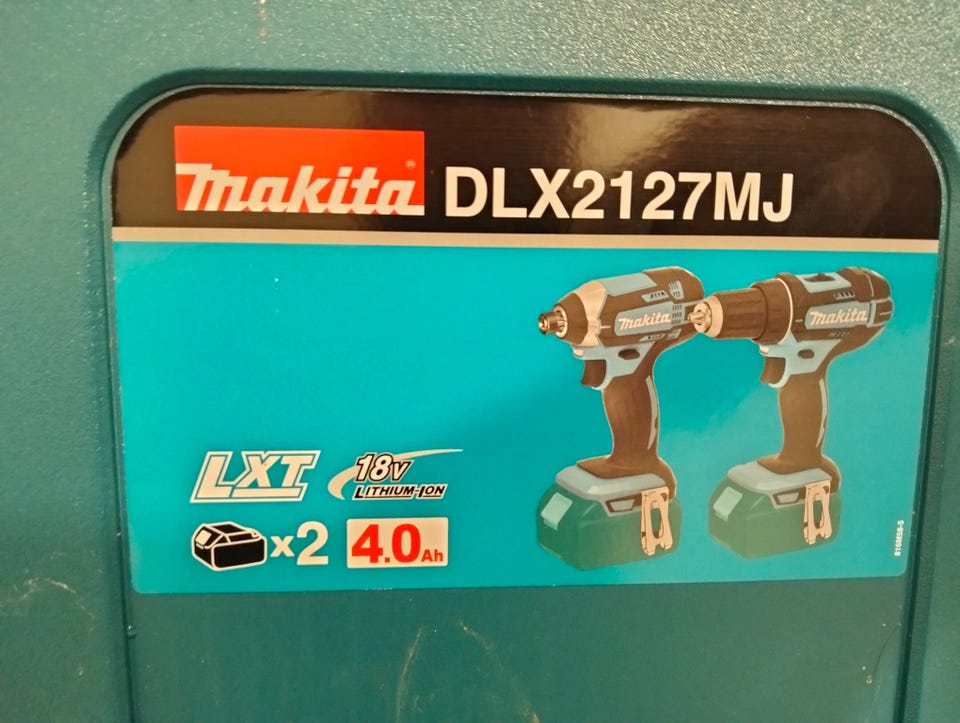 makita® DLX2127MJ
makita
makita
LXT
18V
LITHIUM-ION
x2
4.0Ah